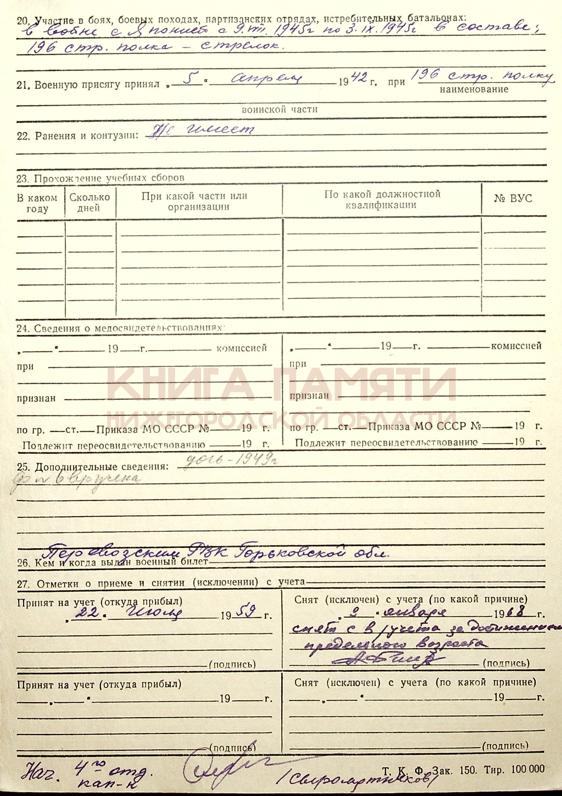 20. Участие в боях, боевых походах, партизанских отрядах, истребительных батальонах:
в войне с Японией с 9.VIII.1945г по 3.IX.1945г в составе:
196 стр. полка – стрелок.
21. Военную присягу принял „5" апреля 1942 г. при 196 стр. полку
наименование
воинской части
22. Ранения и контузии: Не имеет
23. Прохождение учебных сборов
В каком году
Сколько дней
При какой части или организации
По какой должностной квалификации
№ ВУС
24. Сведения о медосвидетельствованиях:
„ " 19 г. комиссией
при
признан
по гр. ст. Приказа МО СССР № 19 г.
Подлежит переосвидетельствованию 19 г.
„ " 19 г. комиссией
при
признан
по гр. ст. Приказа МО СССР № 19 г.
Подлежит переосвидетельствованию 19 г.
КНИГА ПАМЯТИ
НИЖЕГОРОДСКОЙ ОБЛАСТИ
25. Дополнительные сведения: дочь-1949г
вручена
Перевозским РВК Горьковской обл.
26. Кем и когда выдан военный билет
27. Отметки о приеме и снятии (исключении) с учета
Принят на учет (откуда прибыл)
„22" Июля 1959 г.
(подпись)
Снят (исключен) с учета (по какой причине)
„9" января 1968 г.
снят с в/учета за достижением
предельного возраста
(подпись)
Принят на учет (откуда прибыл)
„ " 19 г.
(подпись)
Снят (исключен) с учета (по какой причине)
„ " 19 г.
(подпись)
Т. К. Ф. Зак. 150. Тир. 100 000
Нач. 4го отд.
кап-н /Сыромятников/